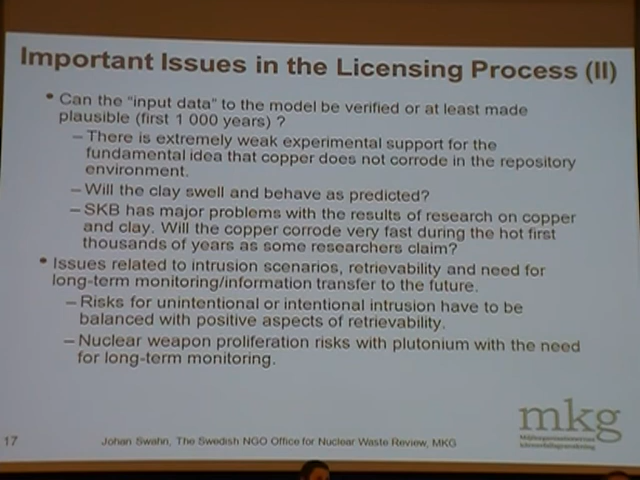 Important Issues in the Licensing Process (II)
• Can the "input data" to the model be verified or at least made
plausible (first 1 000 years) ?
– There is extremely weak experimental support for the
fundamental idea that copper does not corrode in the repository
environment.
– Will the clay swell and behave as predicted?
– SKB has major problems with the results of research on copper
and clay. Will the copper corrode very fast during the hot first
thousands of years as some researchers claim?
• Issues related to intrusion scenarios, retrievability and need for
long-term monitoring/information transfer to the future.
– Risks for unintentional or intentional intrusion have to be
balanced with positive aspects of retrievability.
– Nuclear weapon proliferation risks with plutonium with the need
for long-term monitoring.
mkg
17
Johan Swahn, The Swedish NGO Office for Nuclear Waste Review, MKG